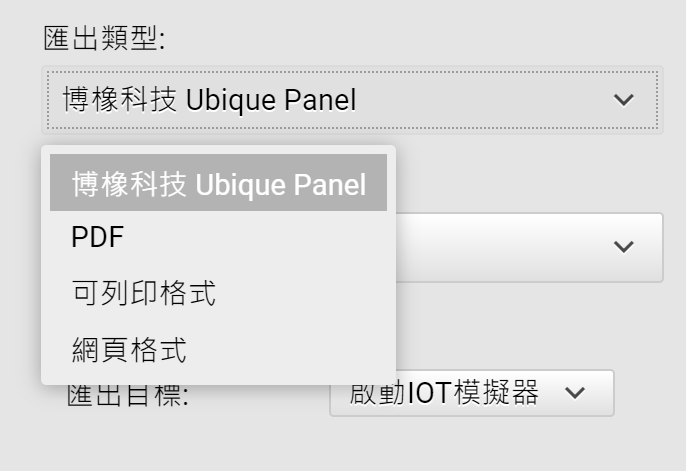 匯出類型:
博橡科技 Ubique Panel
博橡科技 Ubique Panel
PDF
可列印格式
網頁格式
匯出目標:
啟動IOT模擬器